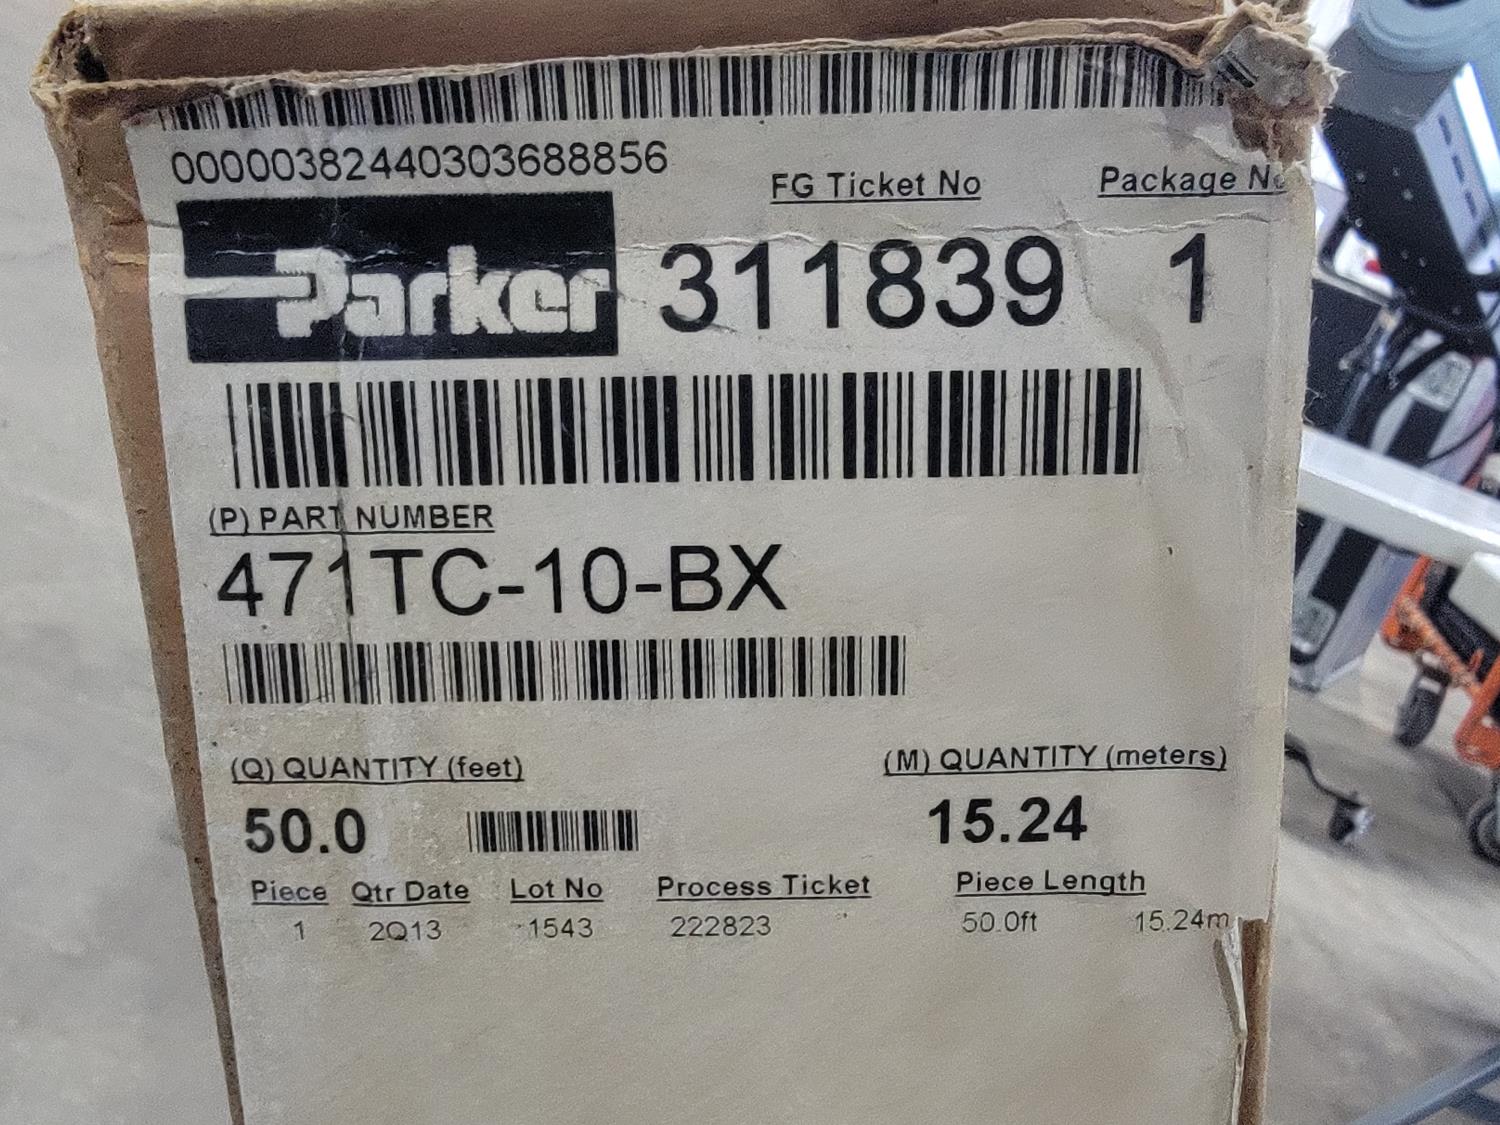 00000382440303688856
FG Ticket No Package No
Parker 311839 1
(P) PART NUMBER
471TC-10-BX
(Q) QUANTITY (feet) (M) QUANTITY (meters)
50.0 15.24
Piece Qtr Date Lot No Process Ticket Piece Length
1 2Q13 1543 222823 50.0ft 15.24m